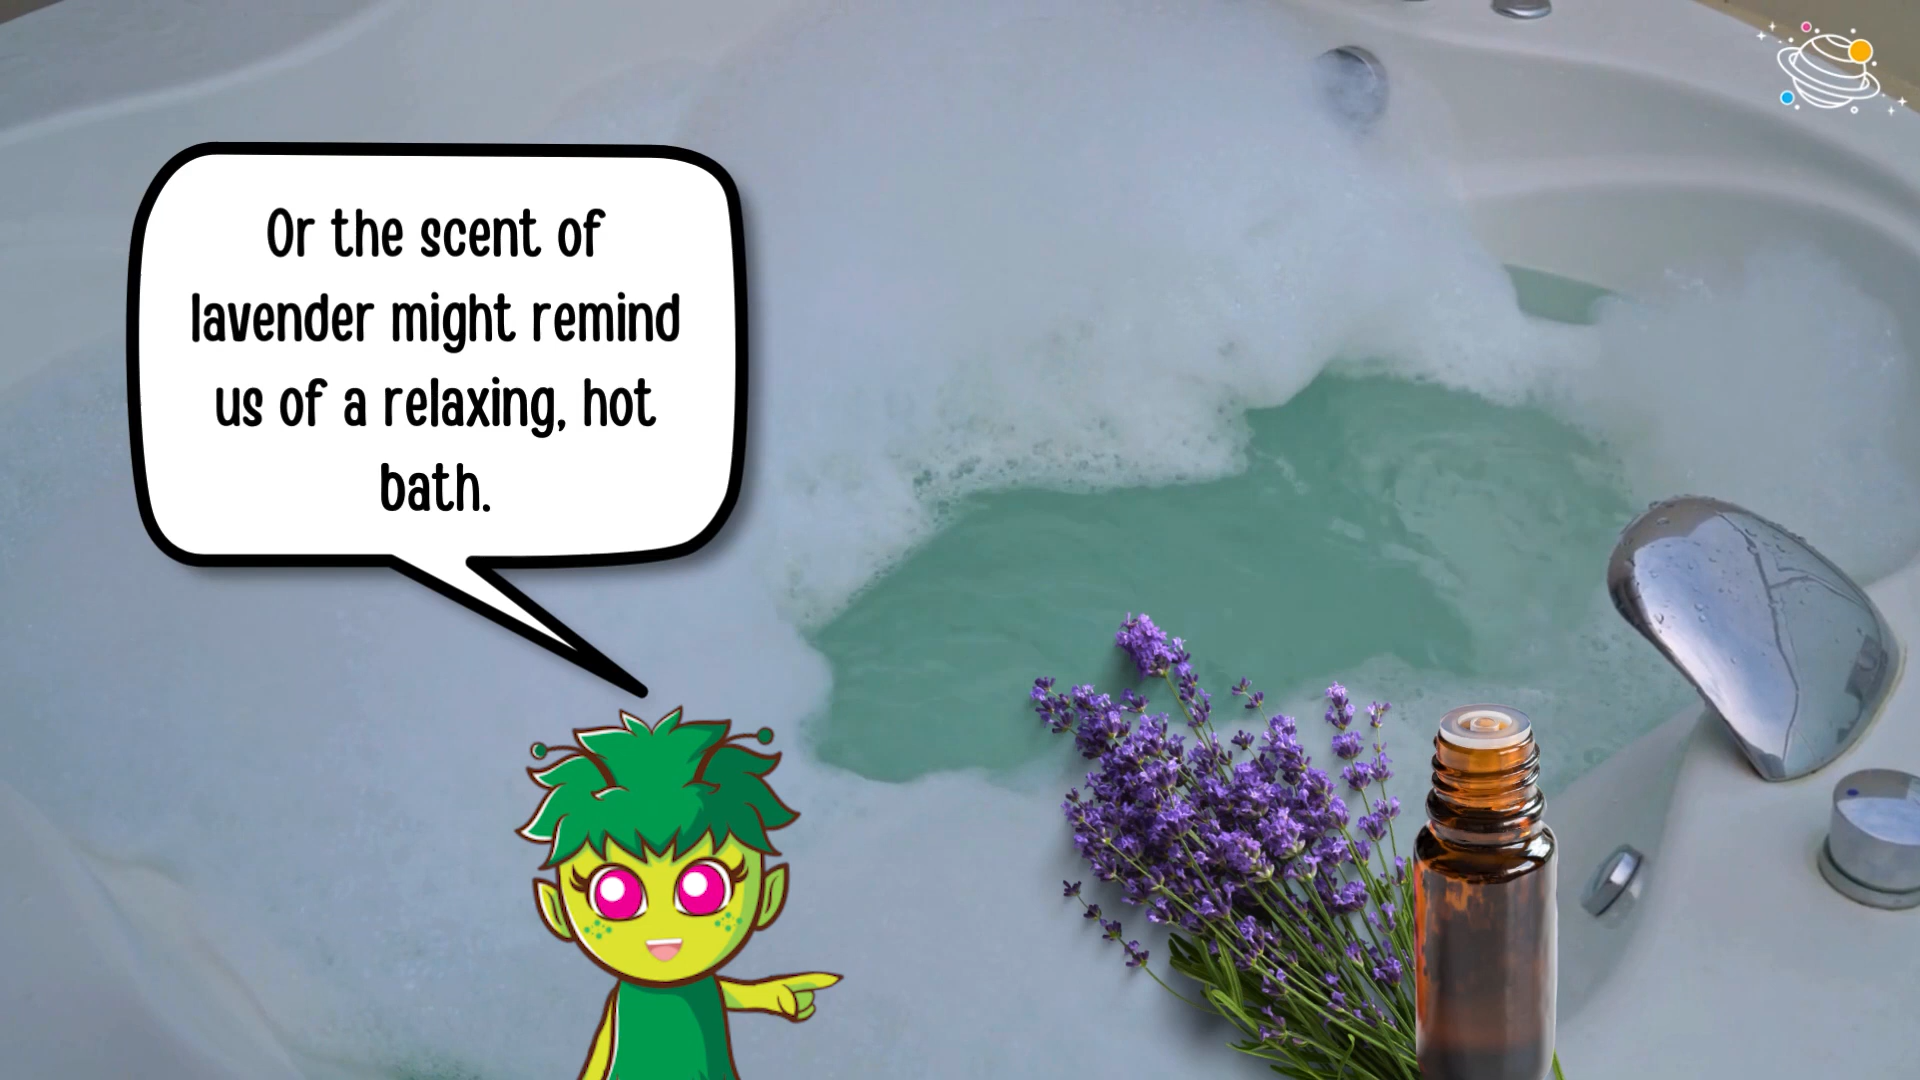 Or the scent of
lavender might remind
us of a relaxing, hot
bath.